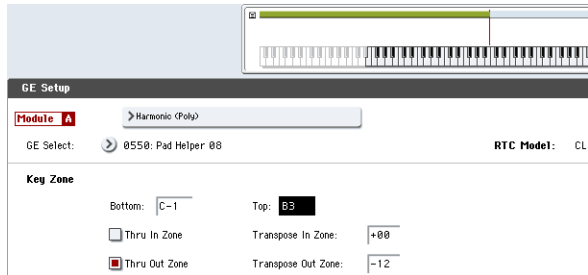 GE Setup
Module A
Harmonic (Poly)
GE Select: 0550: Pad Helper 08 RTC Model: CL
Key Zone
Bottom: C-1 Top: B3
Thru In Zone Transpose In Zone: +00
Thru Out Zone Transpose Out Zone: -12